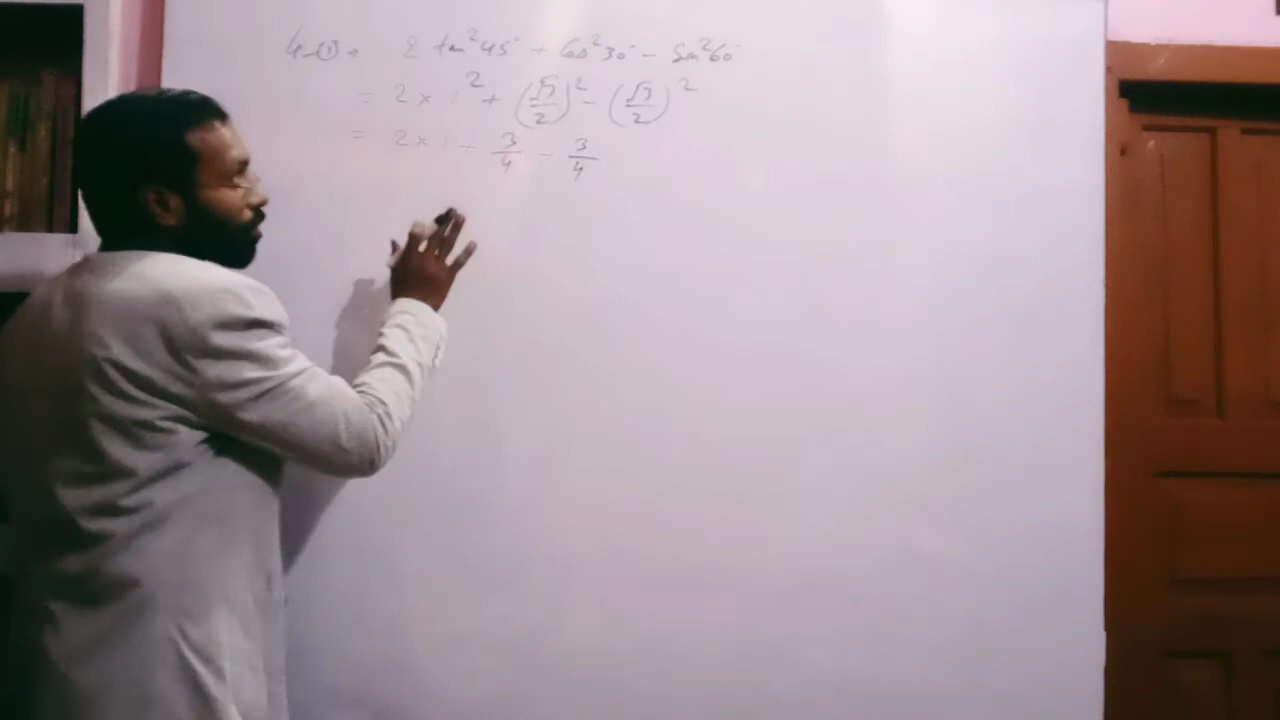 4-①→ 2 tan²45° + Cos²30° - Sin²60°
= 2 × 1² + (√3/2)² - (√3/2)²
= 2 × 1 + 3/4 - 3/4